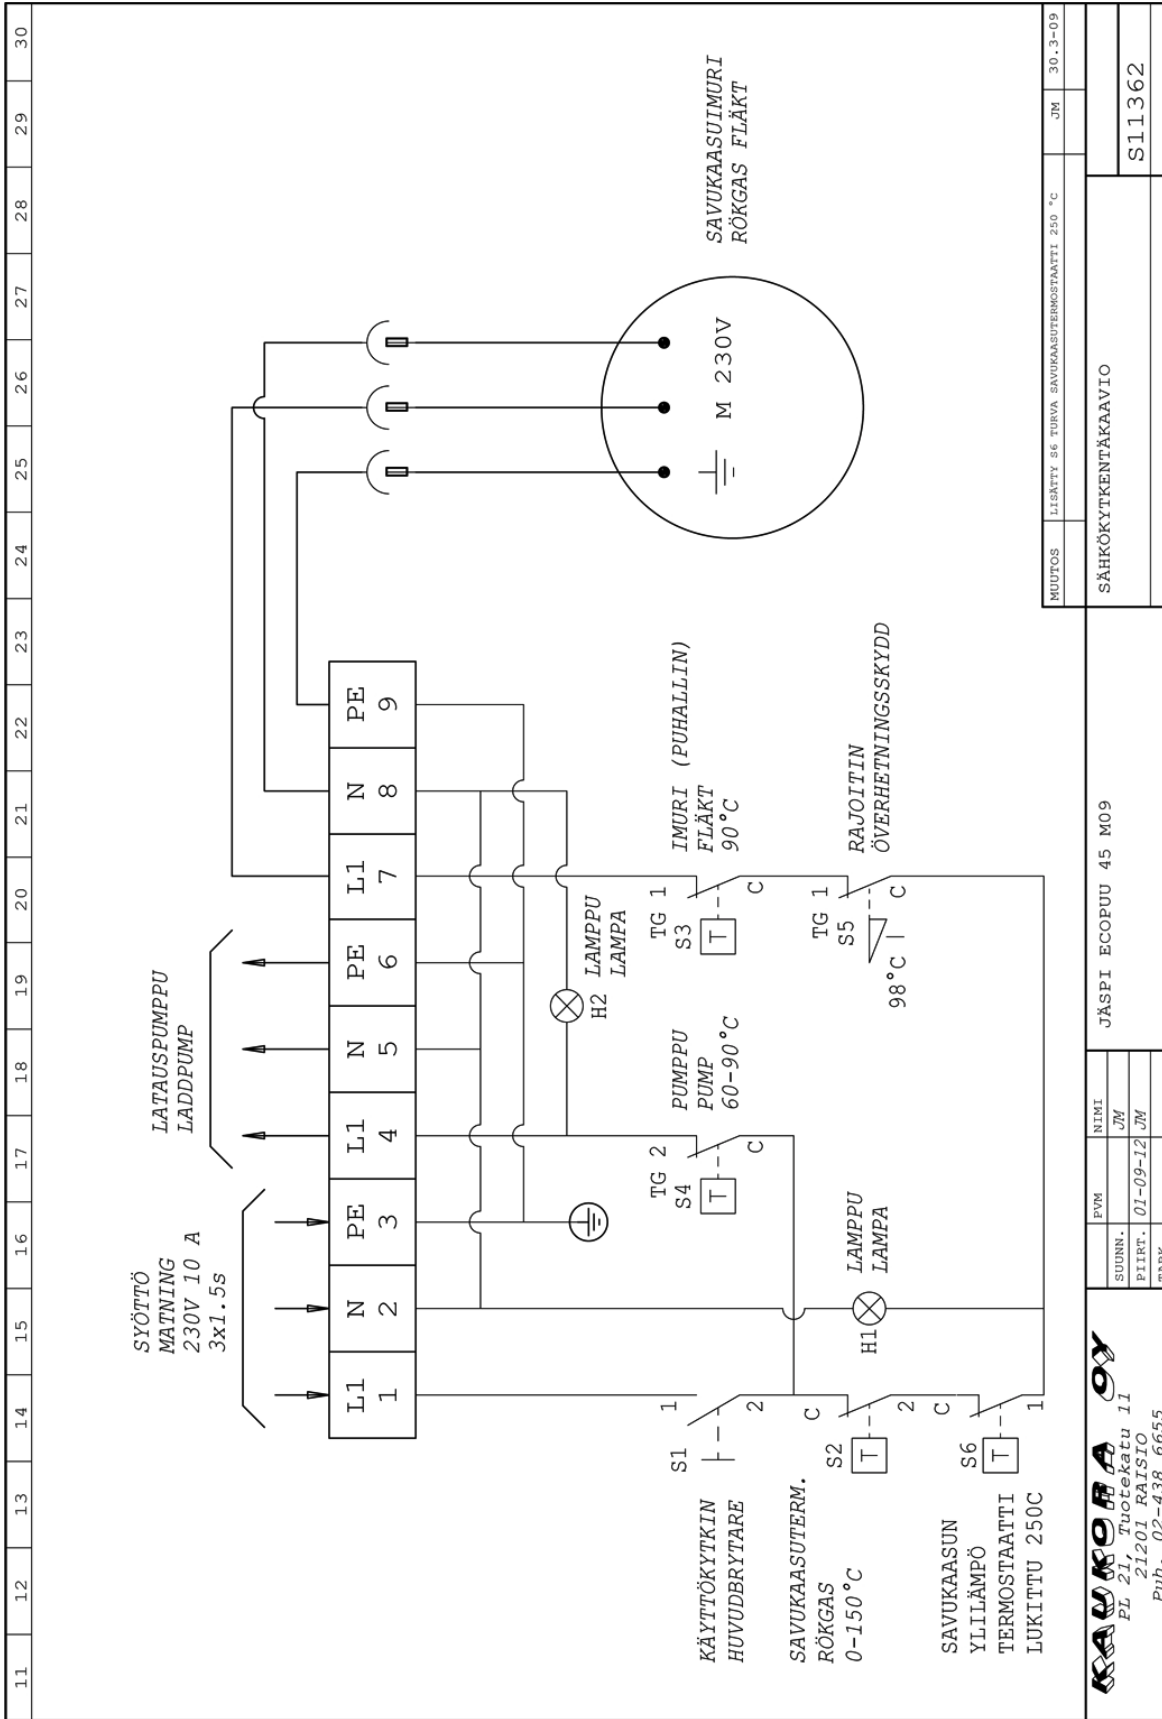 11 12 13 14 15 16 17 18 19 20 21 22 23 24 25 26 27 28 29 30
SYÖTTÖ
MATNING
230V 10 A
3x1.5s
LATAUSPUMPPU
LADDPUMP
L1 N PE L1 N PE L1 N PE
1 2 3 4 5 6 7 8 9
SAVUKAASUIMURI
RÖKGAS FLÄKT
M 230V
LAMPPU
LAMPA
H2
KÄYTTÖKYTKIN
HUVUDBRYTARE
S1
1
2
TG 2
S4
C
PUMPPU
PUMP
60-90°C
TG 1
S3
C
IMURI (PUHALLIN)
FLÄKT
90°C
SAVUKAASUTERM.
RÖKGAS
0-150°C
C
S2
2
H1
LAMPPU
LAMPA
TG 1
S5
98°C
C
RAJOITIN
ÖVERHETNINGSSKYDD
SAVUKAASUN
YLILÄMPÖ
TERMOSTAATTI
LUKITTU 250C
C
S6
1
MUUTOS LISÄTTY S6 TURVA SAVUKAASUTERMOSTAATTI 250 °C JM 30.3-09
KAUKORA OY
PL 21, Tuotekatu 11
21201 RAISIO
Puh. 02-438 6655
PVM NIMI
SUUNN. JM
PIIRT. 01-09-12 JM
JÄSPI ECOPUU 45 M09
SÄHKÖKYTKENTÄKAAVIO
S11362